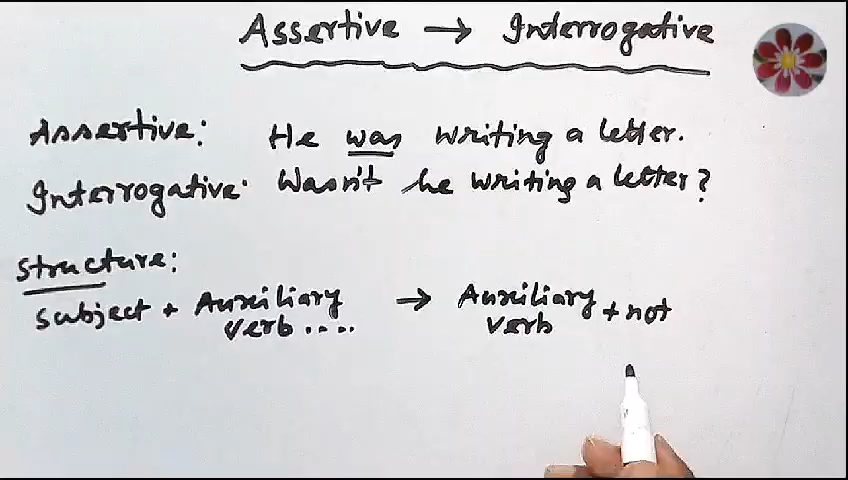 Assertive → Interrogative
Assertive: He was writing a letter.
Interrogative: Wasn't he writing a letter?
Structure:
Subject + Auxiliary verb .... → Auxiliary verb + not